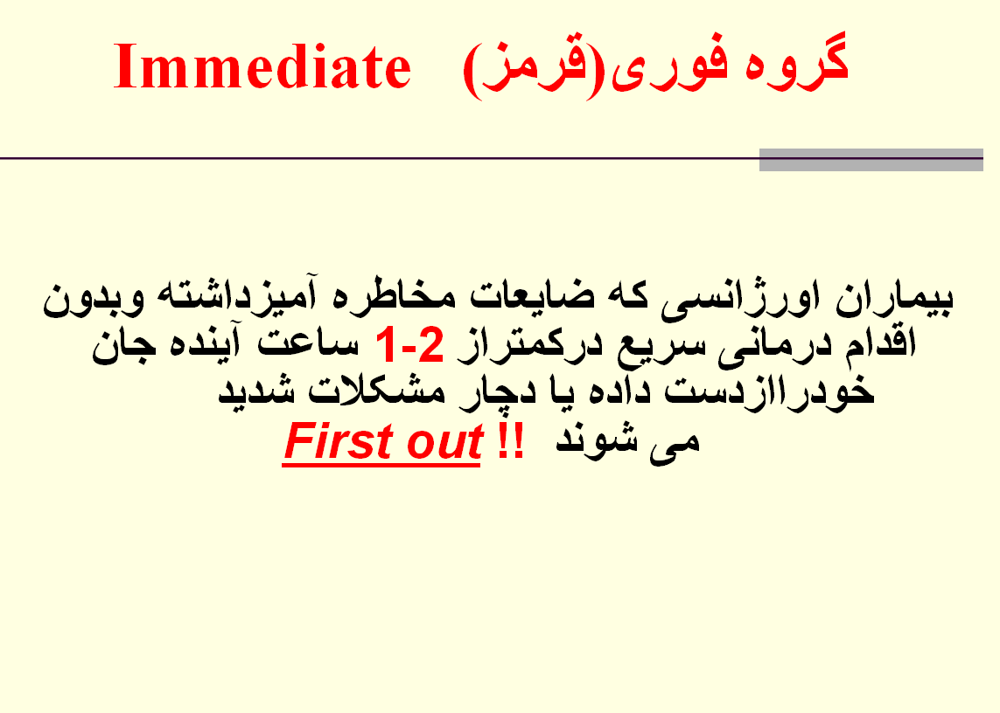 گروه فوری(قرمز) Immediate
بیماران اورژانسی که ضایعات مخاطره آمیزداشته وبدون
اقدام درمانی سریع درکمتراز 2-1 ساعت آینده جان
خودراازدست داده یا دچار مشکلات شدید
می شوند !! First out